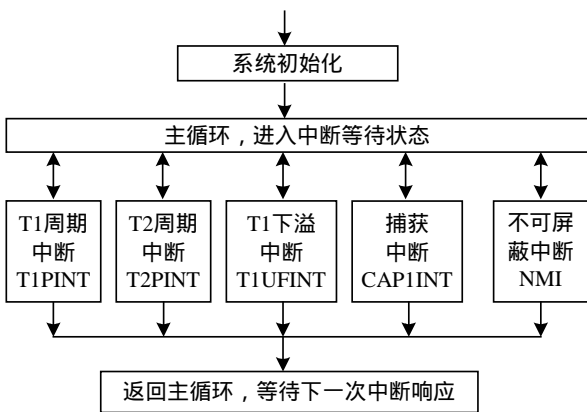 系统初始化
主循环，进入中断等待状态
T1周期
中断
T1PINT
T2周期
中断
T2PINT
T1下溢
中断
T1UFINT
捕获
中断
CAP1INT
不可屏
蔽中断
NMI
返回主循环，等待下一次中断响应